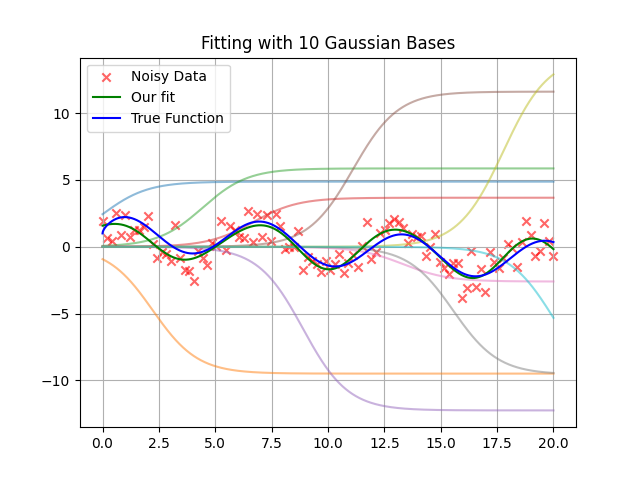 Fitting with 10 Gaussian Bases
Noisy Data
Our fit
True Function
10
5
0
−5
−10
0.0 2.5 5.0 7.5 10.0 12.5 15.0 17.5 20.0